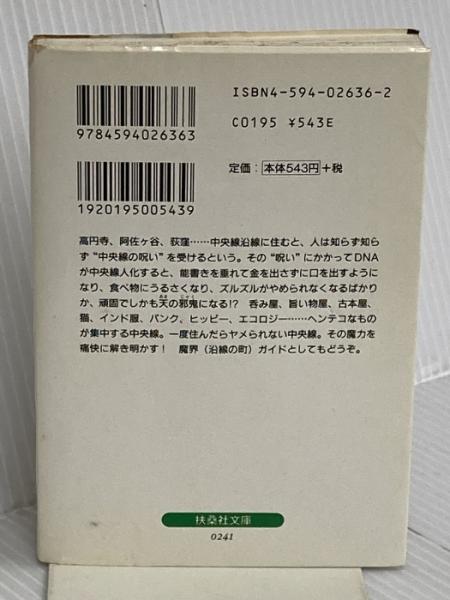 ISBN4-594-02636-2
9784594026363
C0195 ¥543E
定価：本体543円+税
1920195005439
高円寺、阿佐ヶ谷、荻窪……中央線沿線に住むと、人は知らず知
らず“中央線の呪い”を受けるという。その“呪い”にかかってDNA
が中央線人化すると、能書きを垂れて金を出さずに口を出すように
なり、食べ物にうるさくなり、ズルズルがやめられなくなるばかり
か、頑固でしかも天の邪鬼になる!?　呑み屋、旨い物屋、古本屋、
猫、インド服、パンク、ヒッピー、エコロジー……ヘンテコなもの
が集中する中央線。一度住んだらヤメられない中央線。その魔力を
痛快に解き明かす!　魔界（沿線の町）ガイドとしてもどうぞ。
扶桑社文庫
0241